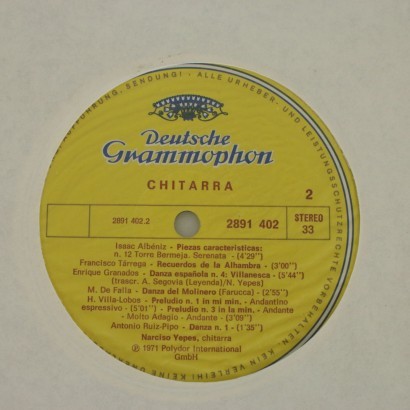 AUFFÜHRUNG, SENDUNG! · ALLE URHEBER- UND LEISTUNGSSCHUTZRECHTE VORBEHALTEN. KEIN VERLEIH! KEINE
Deutsche
Grammophon
CHITARRA
2
2891 402.2
2891 402
STEREO
33
Isaac Albéniz - Piezas caracteristicas:
n. 12 Torre Bermeja. Serenata - (4'29'')
Francisco Tárrega - Recuerdos de la Alhambra - (3'00'')
Enrique Granados - Danza española n. 4: Villanesca - (5'44'')
(trascr. A. Segovia (Leyenda)/N. Yepes)
M. De Falla - Danza del Molinero (Farucca) - (2'55'')
H. Villa-Lobos - Preludio n. 1 in mi min. - Andantino
espressivo - (5'01'') - Preludio n. 3 in la min. - Andante
- Molto Adagio - Andante - (3'09'')
Antonio Ruiz-Pipo - Danza n. 1 - (1'35'')
Narciso Yepes, chitarra
℗ 1971 Polydor International
GmbH